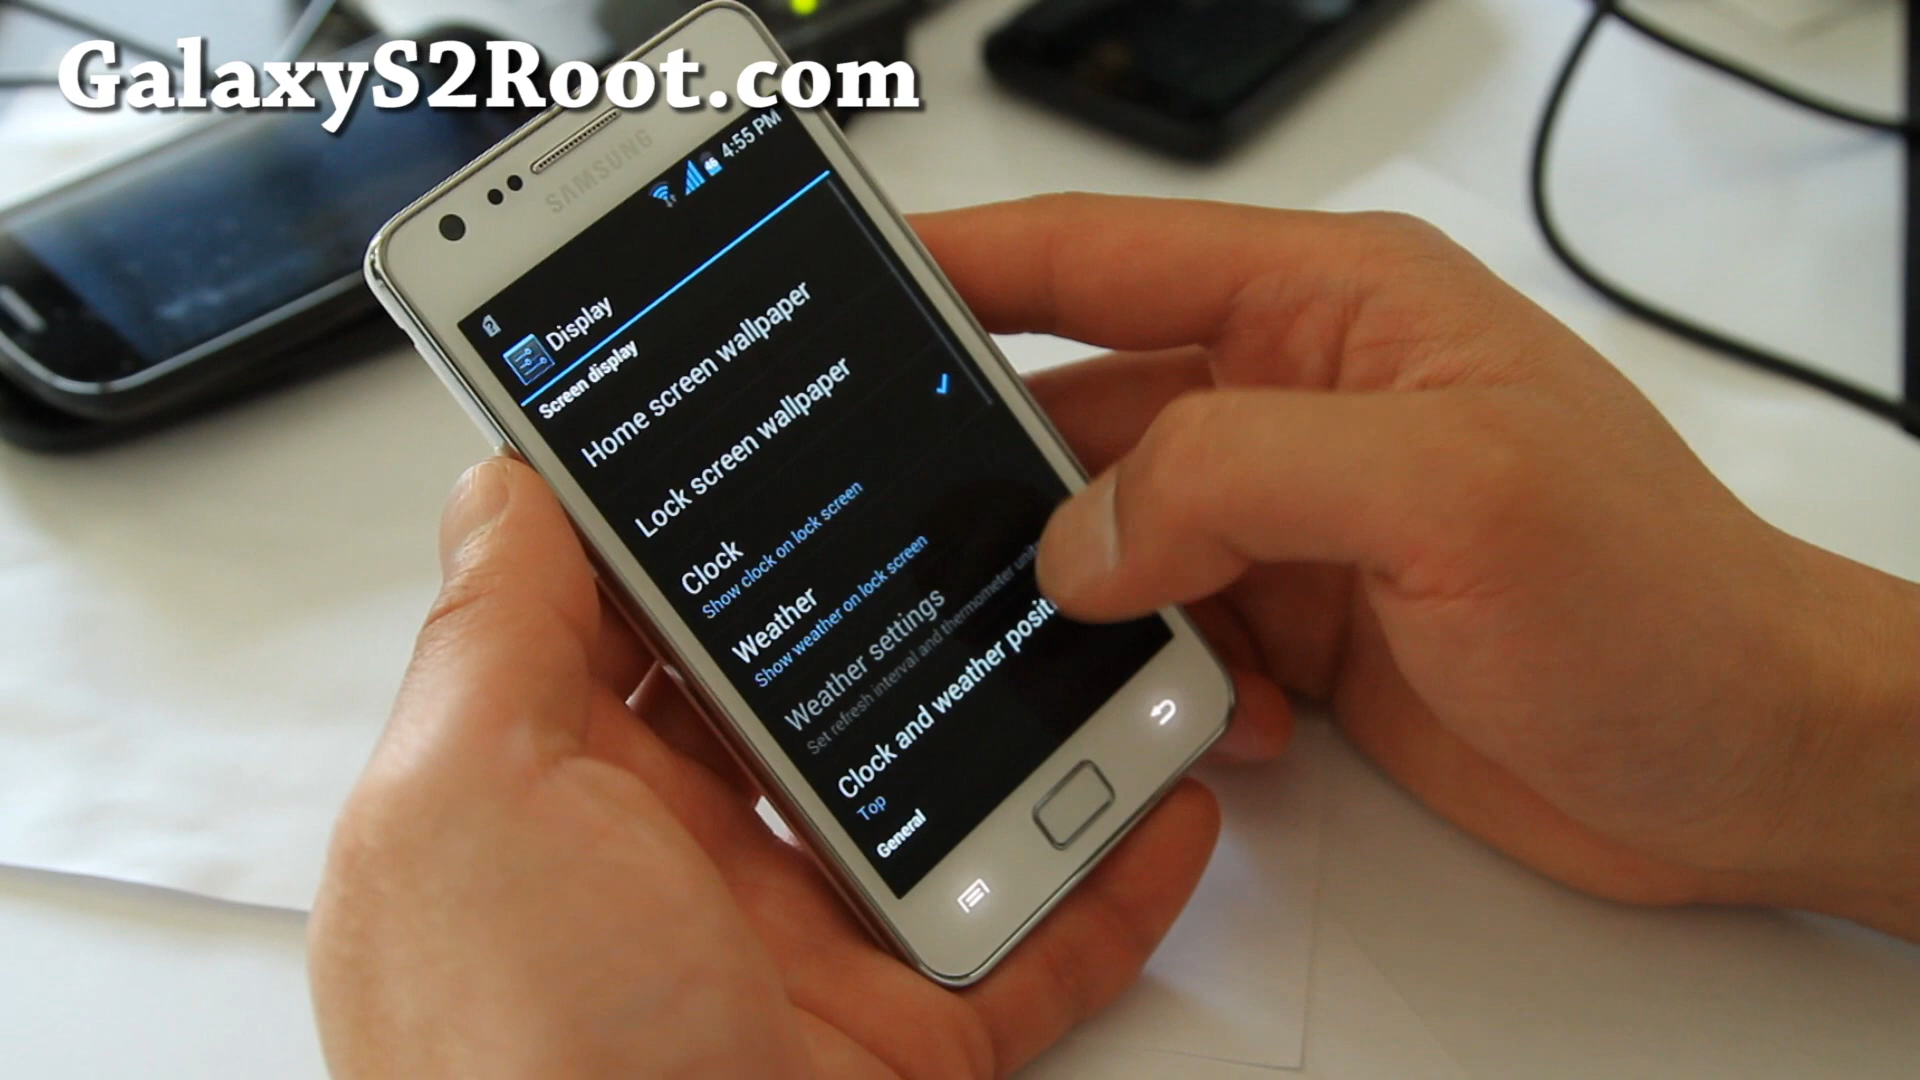 GalaxyS2Root.com
SAMSUNG
4:55 PM
Display
Screen display
Home screen wallpaper
Lock screen wallpaper
Clock
Show clock on lock screen
Weather
Show weather on lock screen
Weather settings
Set refresh interval and thermometer unit
Clock and weather positi
Top
General